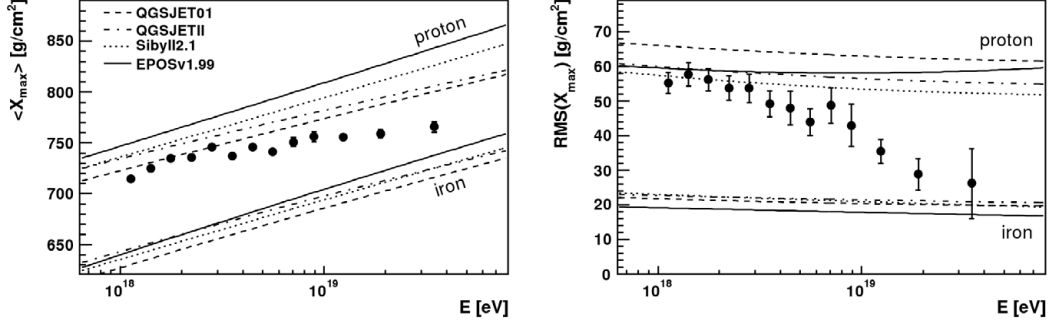 <Xmax> [g/cm2]
850
800
750
700
650
QGSJET01
QGSJETII
Sibyll2.1
EPOSv1.99
proton
iron
1018
1019
E [eV]
RMS(Xmax) [g/cm2]
70
60
50
40
30
20
10
0
proton
iron
1018
1019
E [eV]